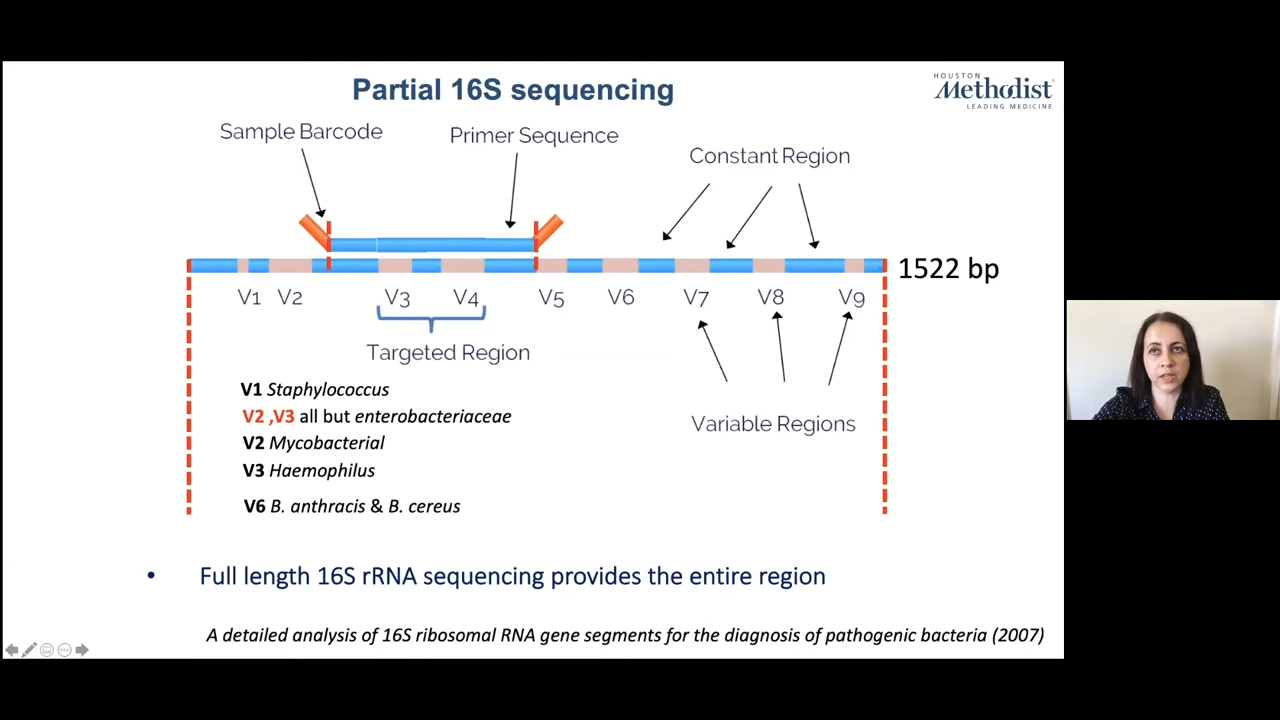 Partial 16S sequencing
HOUSTON
Methodist
LEADING MEDICINE
Sample Barcode
Primer Sequence
Constant Region
1522 bp
V1 V2 V3 V4 V5 V6 V7 V8 V9
Targeted Region
Variable Regions
V1 Staphylococcus
V2 ,V3 all but enterobacteriaceae
V2 Mycobacterial
V3 Haemophilus
V6 B. anthracis & B. cereus
• Full length 16S rRNA sequencing provides the entire region
A detailed analysis of 16S ribosomal RNA gene segments for the diagnosis of pathogenic bacteria (2007)